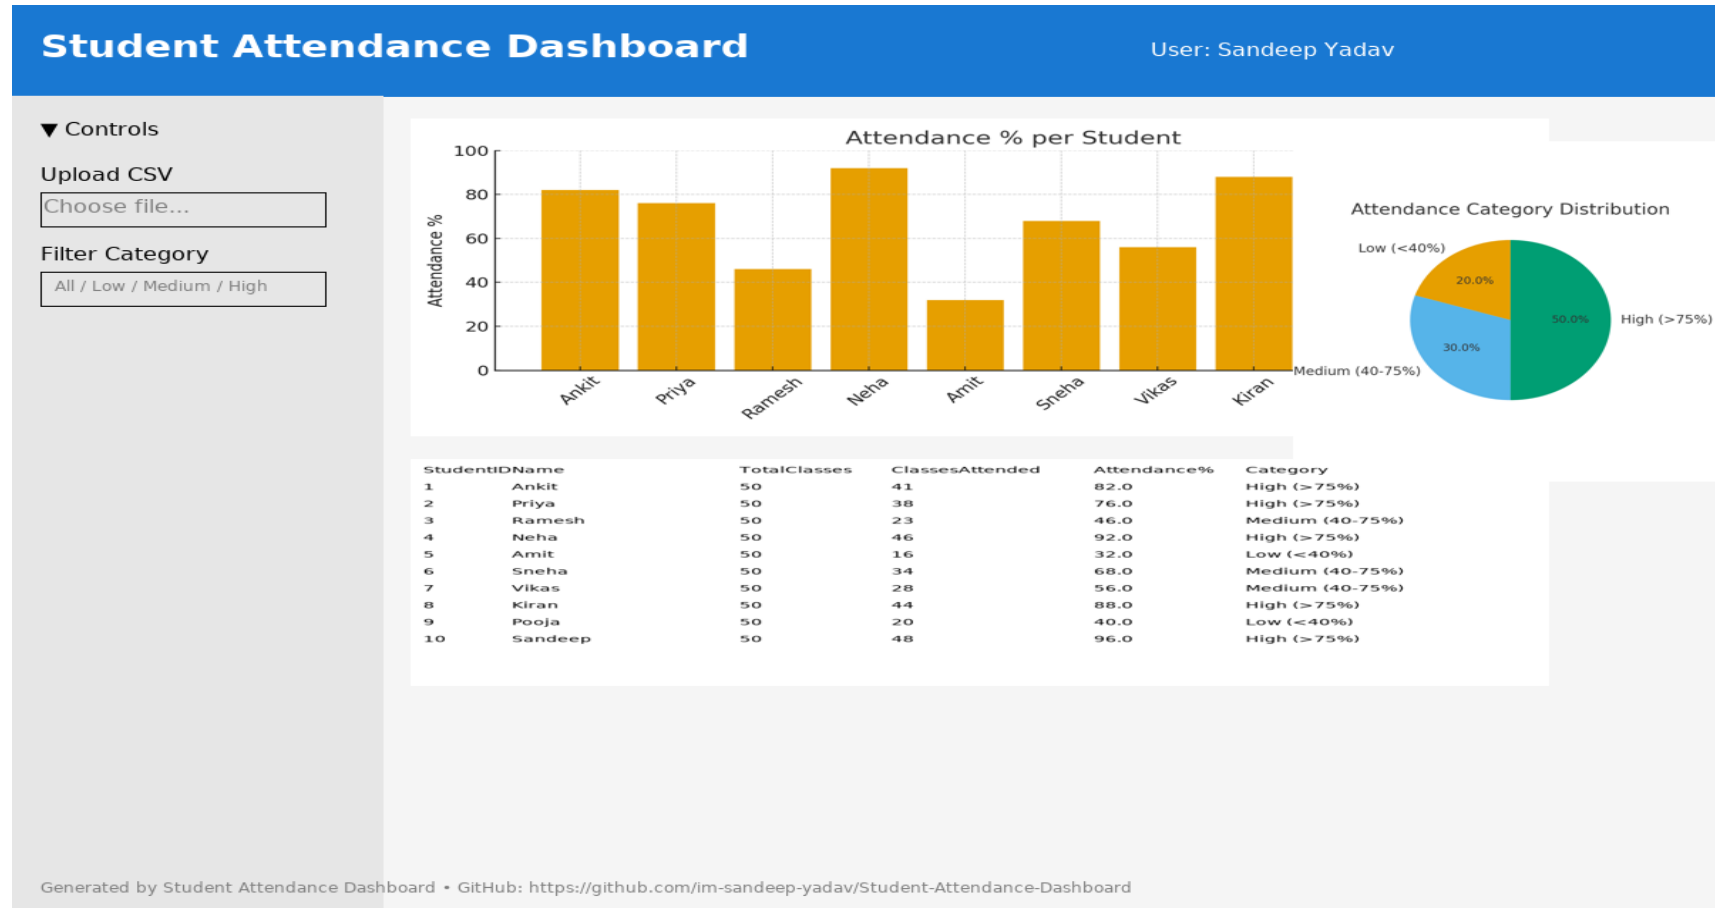 Student Attendance Dashboard
User: Sandeep Yadav
▼ Controls
Upload CSV
Choose file...
Filter Category
All / Low / Medium / High
Attendance % per Student
Attendance %
100
80
60
40
20
0
Ankit
Priya
Ramesh
Neha
Amit
Sneha
Vikas
Kiran
Attendance Category Distribution
Low (<40%)
20.0%
50.0%
High (>75%)
30.0%
Medium (40-75%)
StudentID Name TotalClasses ClassesAttended Attendance% Category
1 Ankit 50 41 82.0 High (>75%)
2 Priya 50 38 76.0 High (>75%)
3 Ramesh 50 23 46.0 Medium (40-75%)
4 Neha 50 46 92.0 High (>75%)
5 Amit 50 16 32.0 Low (<40%)
6 Sneha 50 34 68.0 Medium (40-75%)
7 Vikas 50 28 56.0 Medium (40-75%)
8 Kiran 50 44 88.0 High (>75%)
9 Pooja 50 20 40.0 Low (<40%)
10 Sandeep 50 48 96.0 High (>75%)
Generated by Student Attendance Dashboard • GitHub: https://github.com/im-sandeep-yadav/Student-Attendance-Dashboard